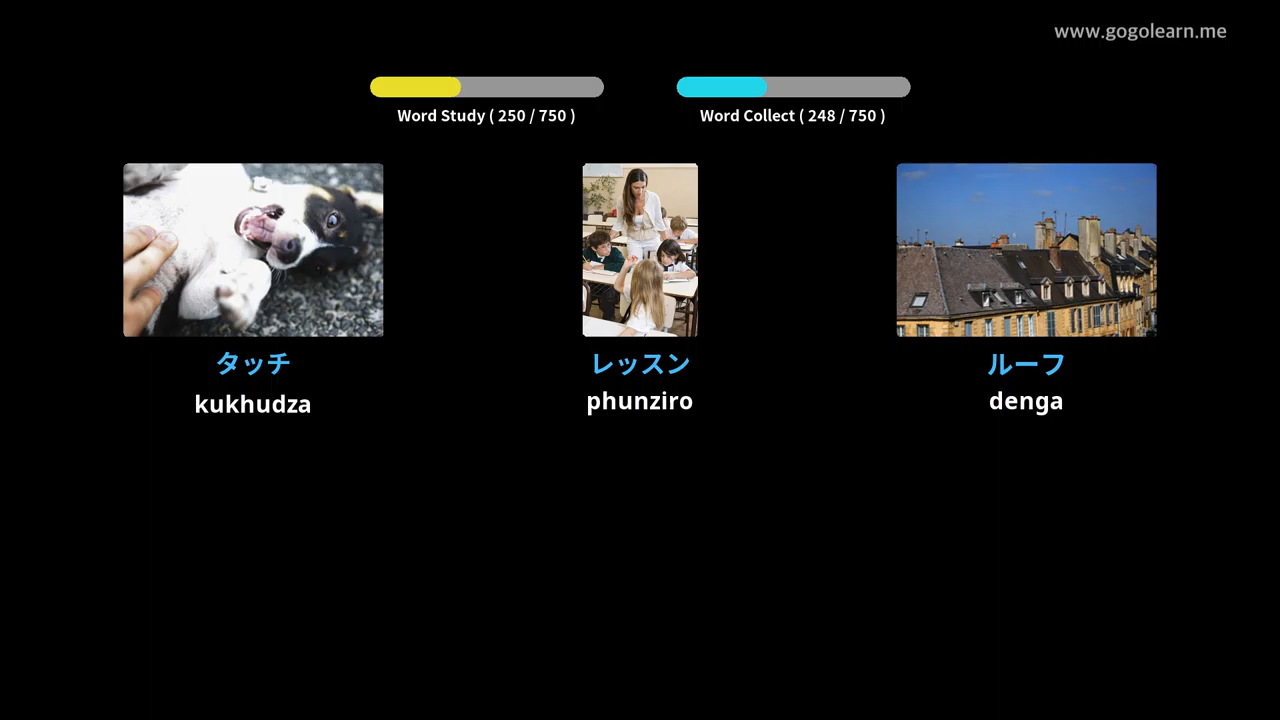 www.gogolearn.me
Word Study ( 250 / 750 )
Word Collect ( 248 / 750 )
タッチ
kukhudza
レッスン
phunziro
ルーフ
denga